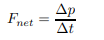 F_net = Δp / Δt